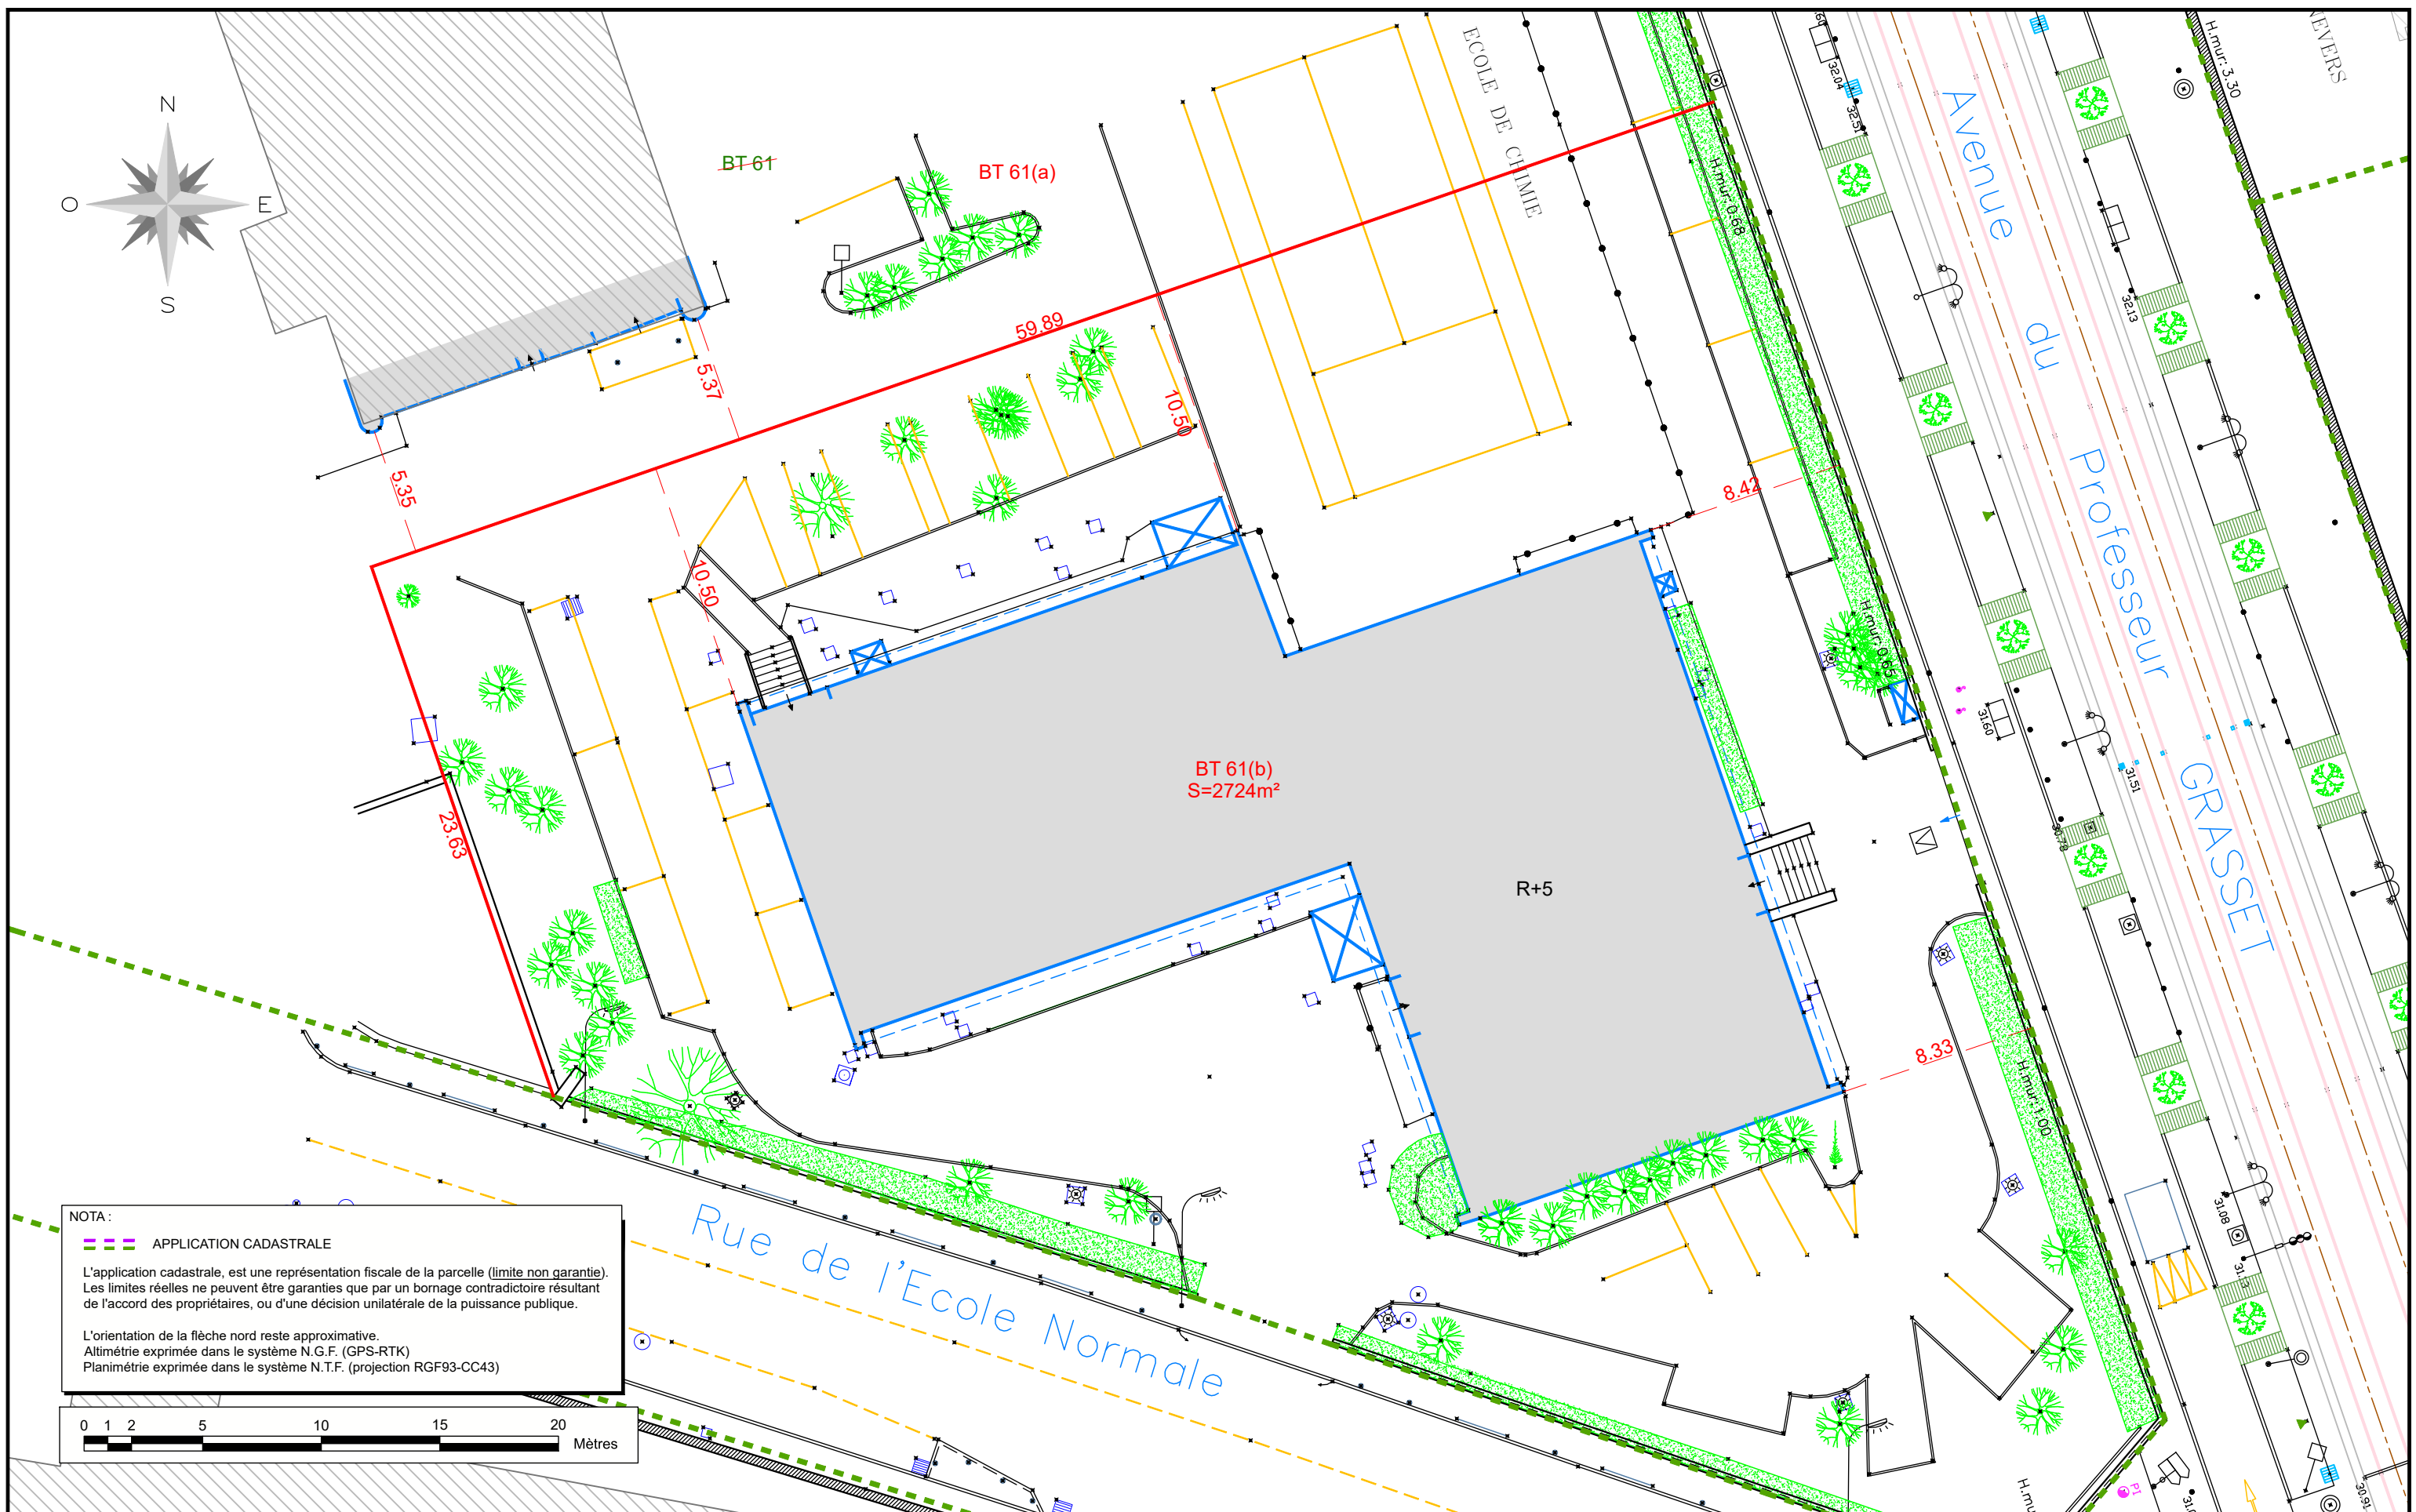 N
O
E
S
BT 61
BT 61(a)
ECOLE DE CHIMIE
NEVERS
H.mur: 3.30
32.04
32.51
H.mur: 0.68
Avenue
du
Professeur
GRASSET
32.13
59.89
5.37
5.35
10.50
10.50
8.42
H.mur: 0.65
31.60
31.51
30.78
BT 61(b)
S=2724m²
23.63
R+5
8.33
H.mur: 1.00
31.08
Rue de l'Ecole Normale
PI
30.91
NOTA :
APPLICATION CADASTRALE
L'application cadastrale, est une représentation fiscale de la parcelle (limite non garantie).
Les limites réelles ne peuvent être garanties que par un bornage contradictoire résultant
de l'accord des propriétaires, ou d'une décision unilatérale de la puissance publique.
L'orientation de la flèche nord reste approximative.
Altimétrie exprimée dans le système N.G.F. (GPS-RTK)
Planimétrie exprimée dans le système N.T.F. (projection RGF93-CC43)
0 1 2 5 10 15 20
Mètres